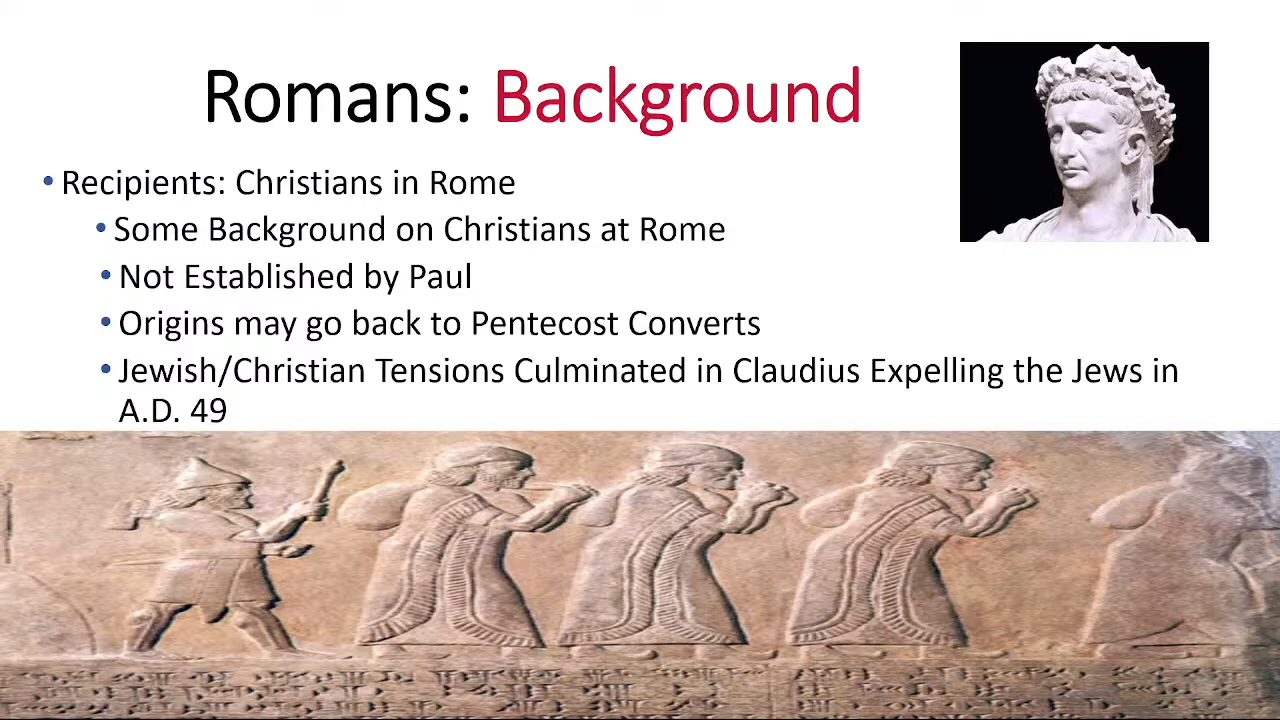 Romans: Background
• Recipients: Christians in Rome
• Some Background on Christians at Rome
• Not Established by Paul
• Origins may go back to Pentecost Converts
• Jewish/Christian Tensions Culminated in Claudius Expelling the Jews in
A.D. 49